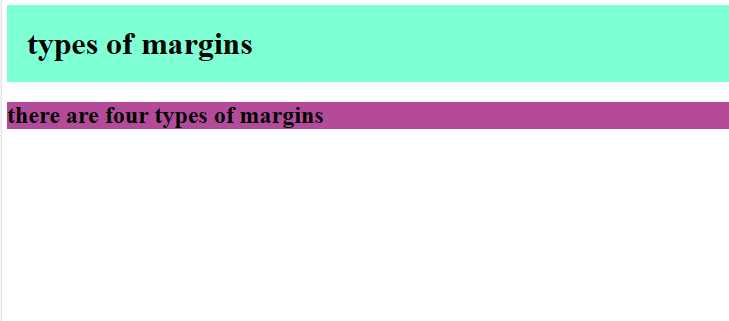 types of margins
there are four types of margins